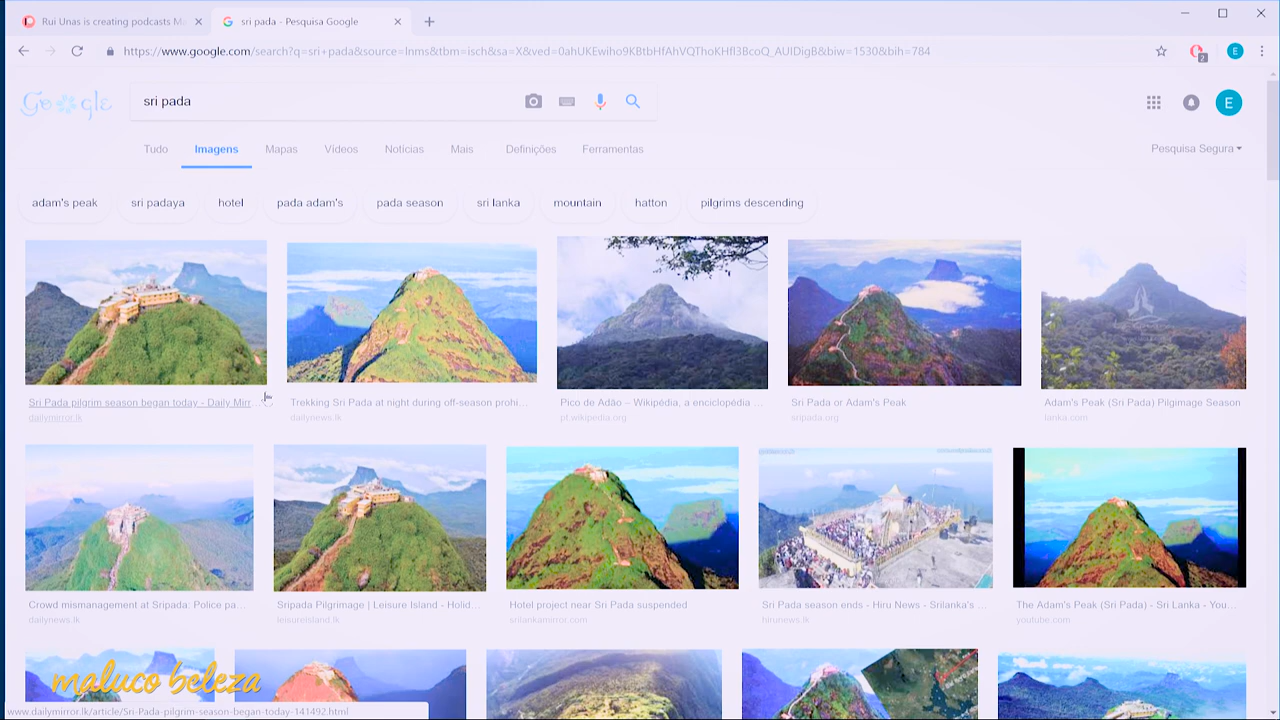 Rui Unas is creating podcasts Ma
sri pada - Pesquisa Google
https://www.google.com/search?q=sri+pada&source=lnms&tbm=isch&sa=X&ved=0ahUKEwiho9KBtbHfAhVQThoKHfI3BcoQ_AUIDigB&biw=1530&bih=784
2
E
Google
sri pada
E
Tudo
Imagens
Mapas
Vídeos
Notícias
Mais
Definições
Ferramentas
Pesquisa Segura
adam's peak
sri padaya
hotel
pada adam's
pada season
sri lanka
mountain
hatton
pilgrims descending
Sri Pada pilgrim season began today - Daily Mirr...
dailymirror.lk
Trekking Sri Pada at night during off-season prohi...
dailynews.lk
Pico de Adão – Wikipédia, a enciclopédia ...
pt.wikipedia.org
Sri Pada or Adam's Peak
sripada.org
Adam's Peak (Sri Pada) Pilgimage Season
lanka.com
Crowd mismanagement at Sripada: Police pa...
dailynews.lk
Sripada Pilgrimage | Leisure Island - Holid...
leisureisland.lk
Hotel project near Sri Pada suspended
srilankamirror.com
Sri Pada season ends - Hiru News - Srilanka's ...
hirunews.lk
The Adam's Peak (Sri Pada) - Sri Lanka - You...
youtube.com
maluco beleza
www.dailymirror.lk/article/Sri-Pada-pilgrim-season-began-today-141492.html